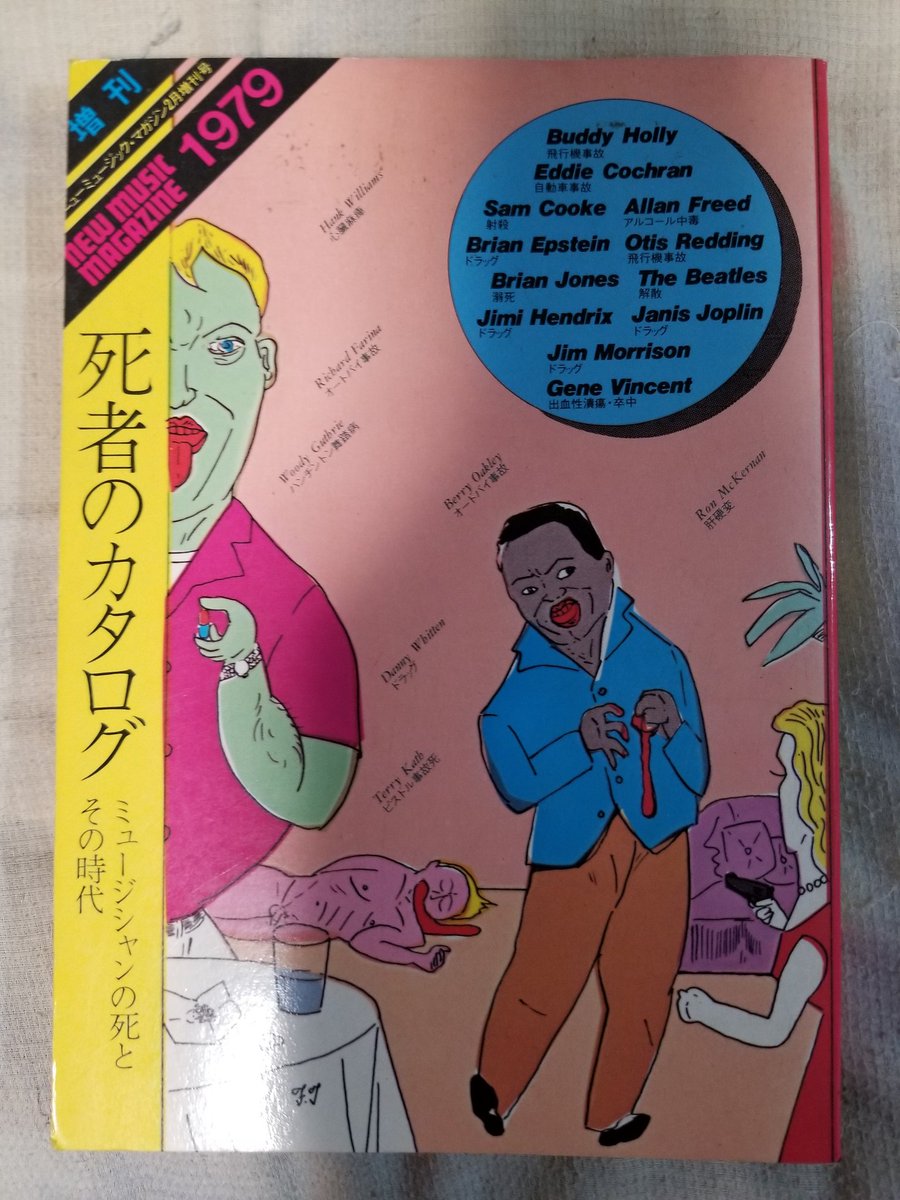 増刊
ニューミュージック・マガジン2月増刊号
NEW MUSIC
MAGAZINE
1979
死者のカタログ
ミュージシャンの死と
その時代
Buddy Holly
飛行機事故
Eddie Cochran
自動車事故
Sam Cooke
射殺
Allan Freed
アルコール中毒
Brian Epstein
ドラッグ
Otis Redding
飛行機事故
Brian Jones
溺死
The Beatles
解散
Jimi Hendrix
ドラッグ
Janis Joplin
ドラッグ
Jim Morrison
ドラッグ
Gene Vincent
出血性潰瘍・卒中
Hank Williams
心臓麻痺
Richard Farina
オートバイ事故
Woody Guthrie
ハンチントン舞踏病
Berry Oakley
オートバイ事故
Ron McKernan
肝硬変
Danny Whitten
ドラッグ
Terry Kath
ピストル事故死
J.J